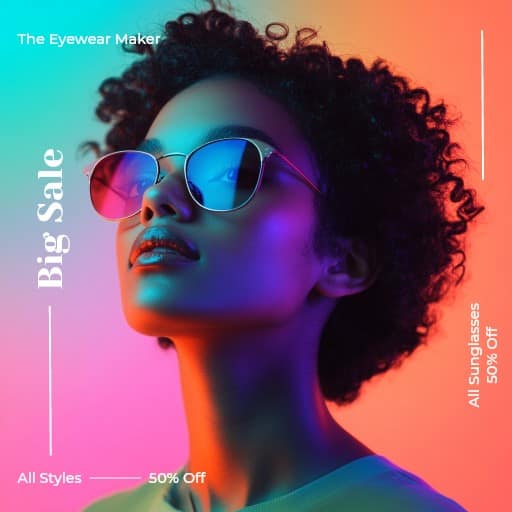 The Eyewear Maker
Big Sale
All Sunglasses
50% Off
All Styles
50% Off